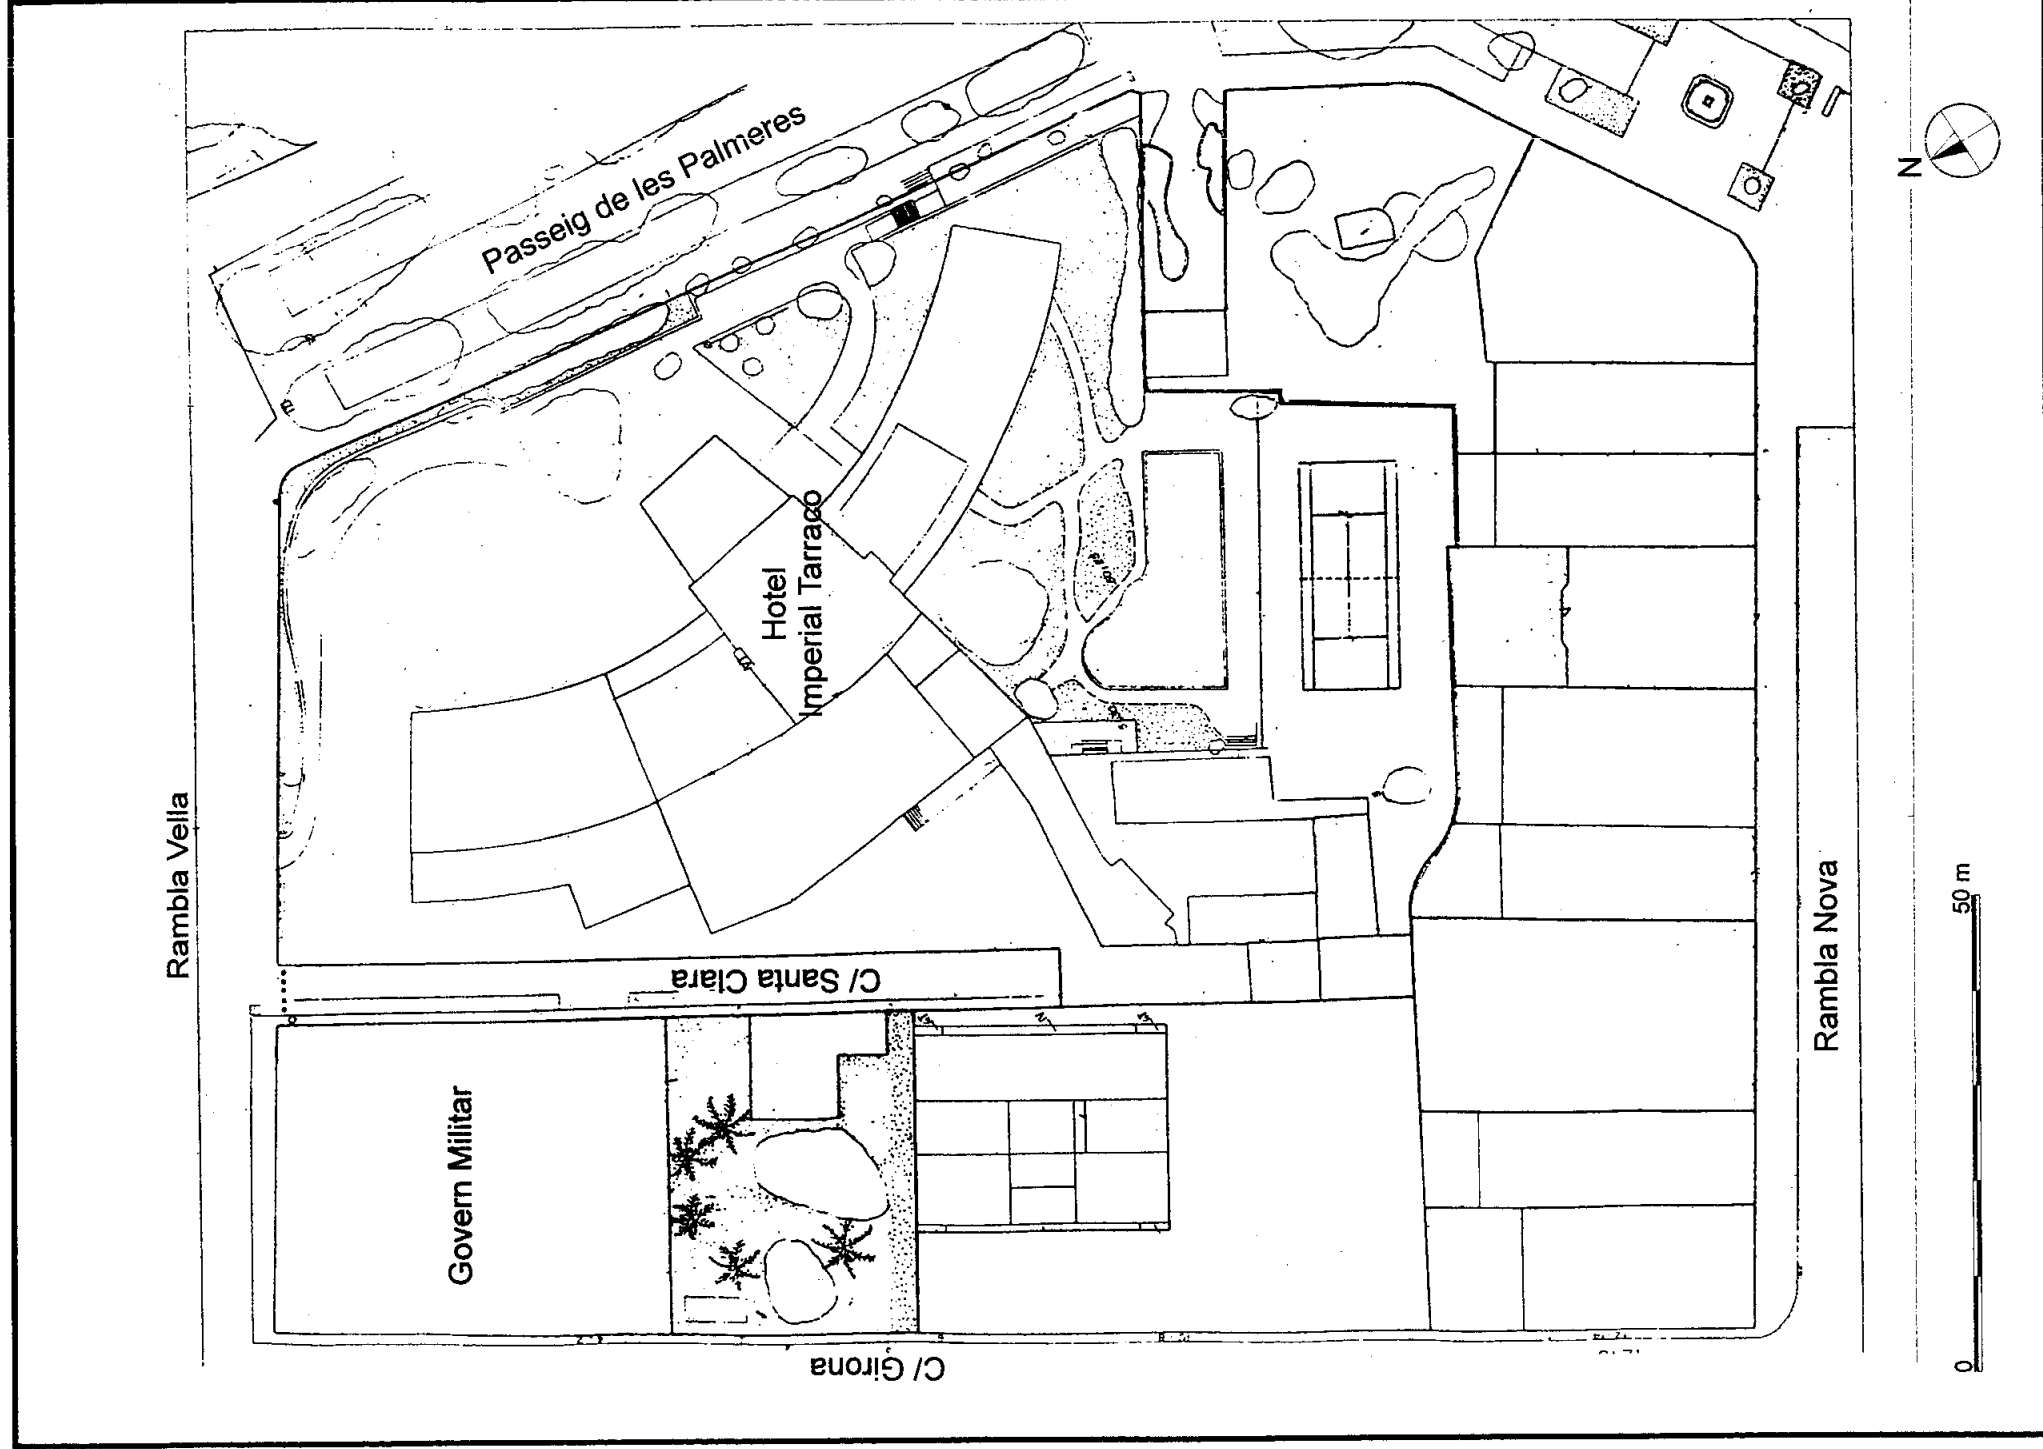 Passeig de les Palmeres
N
Hotel
Imperial Tarraco
Rambla Vella
C/ Santa Clara
Govern Militar
Rambla Nova
C/ Girona
0
50 m